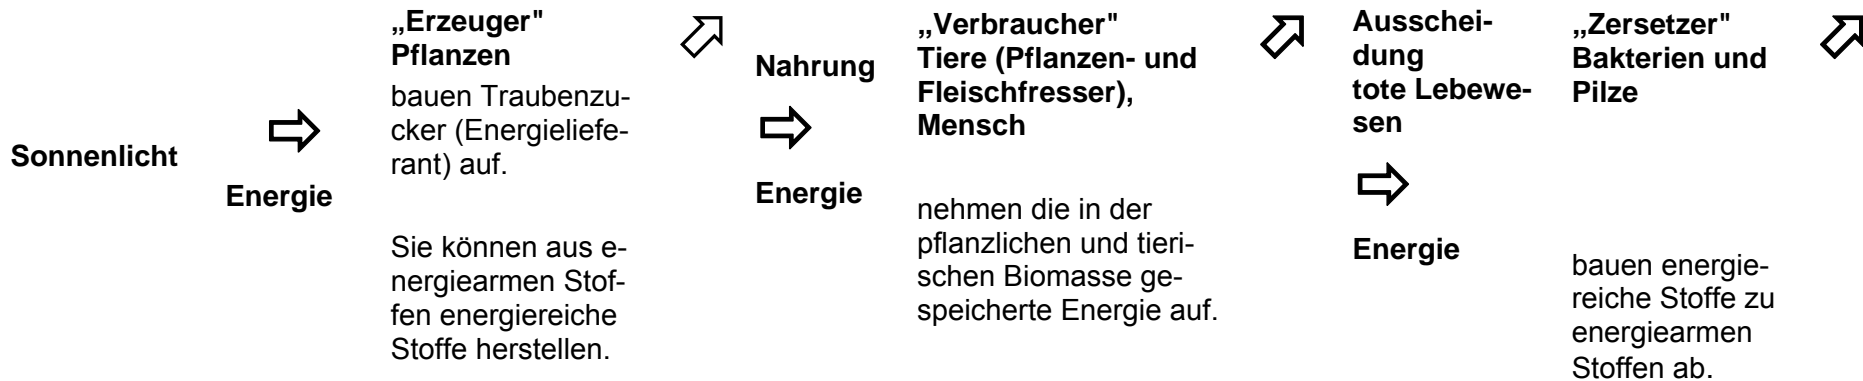 Sonnenlicht
Energie
„Erzeuger"
Pflanzen
bauen Traubenzu-
cker (Energieliefe-
rant) auf.
Sie können aus e-
nergiearmen Stof-
fen energiereiche
Stoffe herstellen.
Nahrung
Energie
„Verbraucher"
Tiere (Pflanzen- und
Fleischfresser),
Mensch
nehmen die in der
pflanzlichen und tieri-
schen Biomasse ge-
speicherte Energie auf.
Ausschei-
dung
tote Lebewe-
sen
Energie
„Zersetzer"
Bakterien und
Pilze
bauen energie-
reiche Stoffe zu
energiearmen
Stoffen ab.